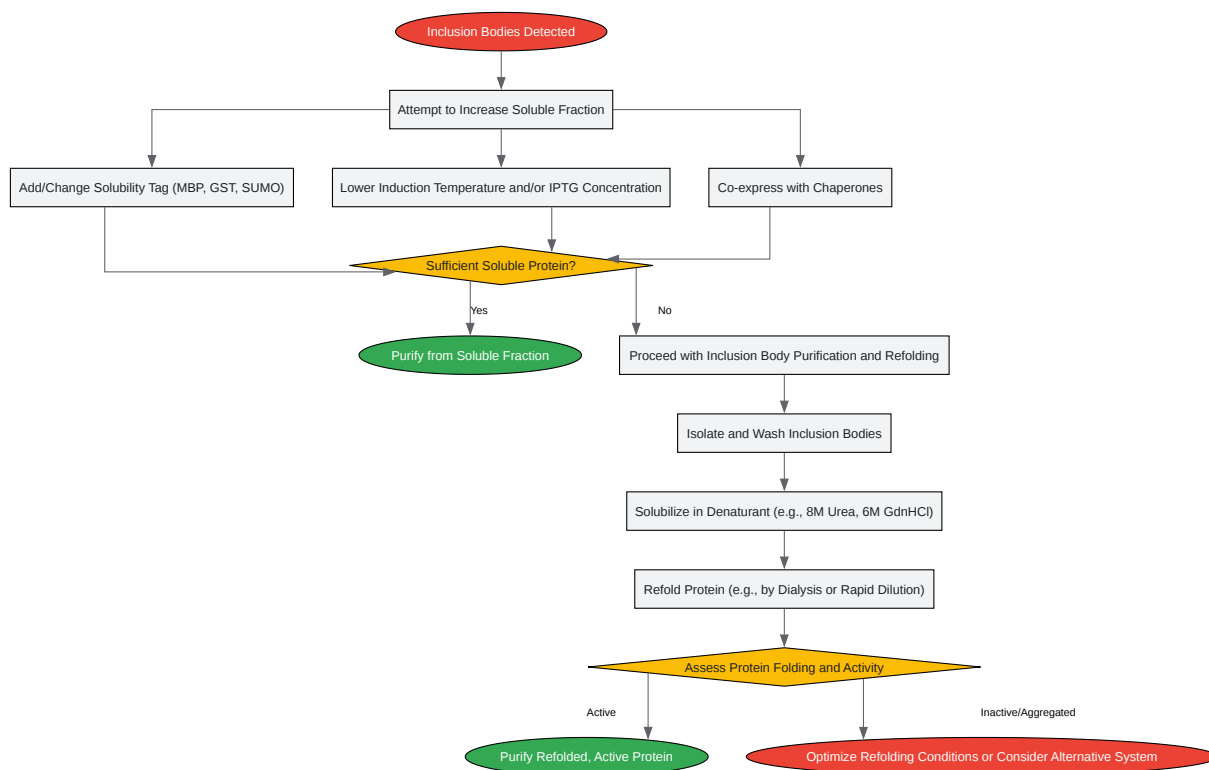 Inclusion Bodies Detected
Attempt to Increase Soluble Fraction
Add/Change Solubility Tag (MBP, GST, SUMO)
Lower Induction Temperature and/or IPTG Concentration
Co-express with Chaperones
Sufficient Soluble Protein?
Yes
No
Purify from Soluble Fraction
Proceed with Inclusion Body Purification and Refolding
Isolate and Wash Inclusion Bodies
Solubilize in Denaturant (e.g., 8M Urea, 6M GdnHCl)
Refold Protein (e.g., by Dialysis or Rapid Dilution)
Assess Protein Folding and Activity
Active
Inactive/Aggregated
Purify Refolded, Active Protein
Optimize Refolding Conditions or Consider Alternative System